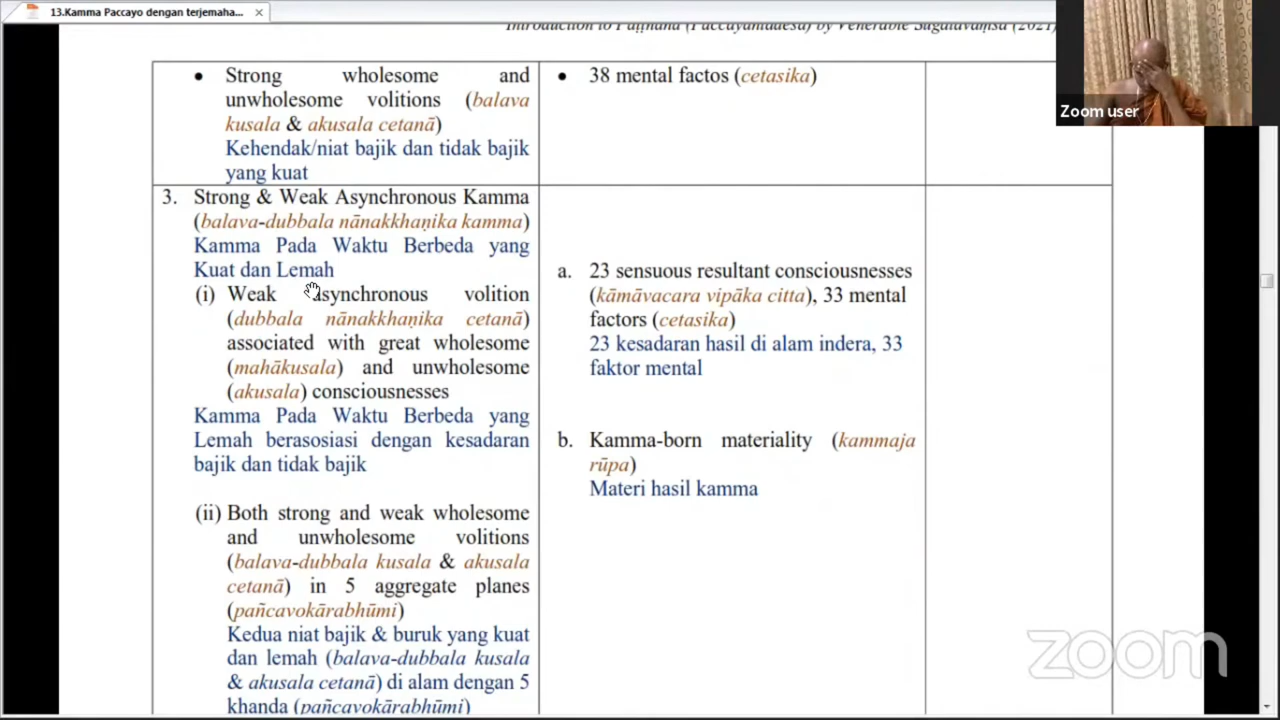 13.Kamma Paccayo dengan terjemaha...
Introduction to Paṭṭhāna (Paccayaniddesa) by Venerable Sugatavaṃsa (2021)
• Strong wholesome and
unwholesome volitions (balava
kusala & akusala cetanā)
Kehendak/niat bajik dan tidak bajik
yang kuat
• 38 mental factos (cetasika)
3. Strong & Weak Asynchronous Kamma
(balava-dubbala nānakkhaṇika kamma)
Kamma Pada Waktu Berbeda yang
Kuat dan Lemah
(i) Weak asynchronous volition
(dubbala nānakkhaṇika cetanā)
associated with great wholesome
(mahākusala) and unwholesome
(akusala) consciousnesses
Kamma Pada Waktu Berbeda yang
Lemah berasosiasi dengan kesadaran
bajik dan tidak bajik
(ii) Both strong and weak wholesome
and unwholesome volitions
(balava-dubbala kusala & akusala
cetanā) in 5 aggregate planes
(pañcavokārabhūmi)
Kedua niat bajik & buruk yang kuat
dan lemah (balava-dubbala kusala
& akusala cetanā) di alam dengan 5
khanda (pañcavokārabhūmi)
a. 23 sensuous resultant consciousnesses
(kāmāvacara vipāka citta), 33 mental
factors (cetasika)
23 kesadaran hasil di alam indera, 33
faktor mental
b. Kamma-born materiality (kammaja
rūpa)
Materi hasil kamma
Zoom user
zoom